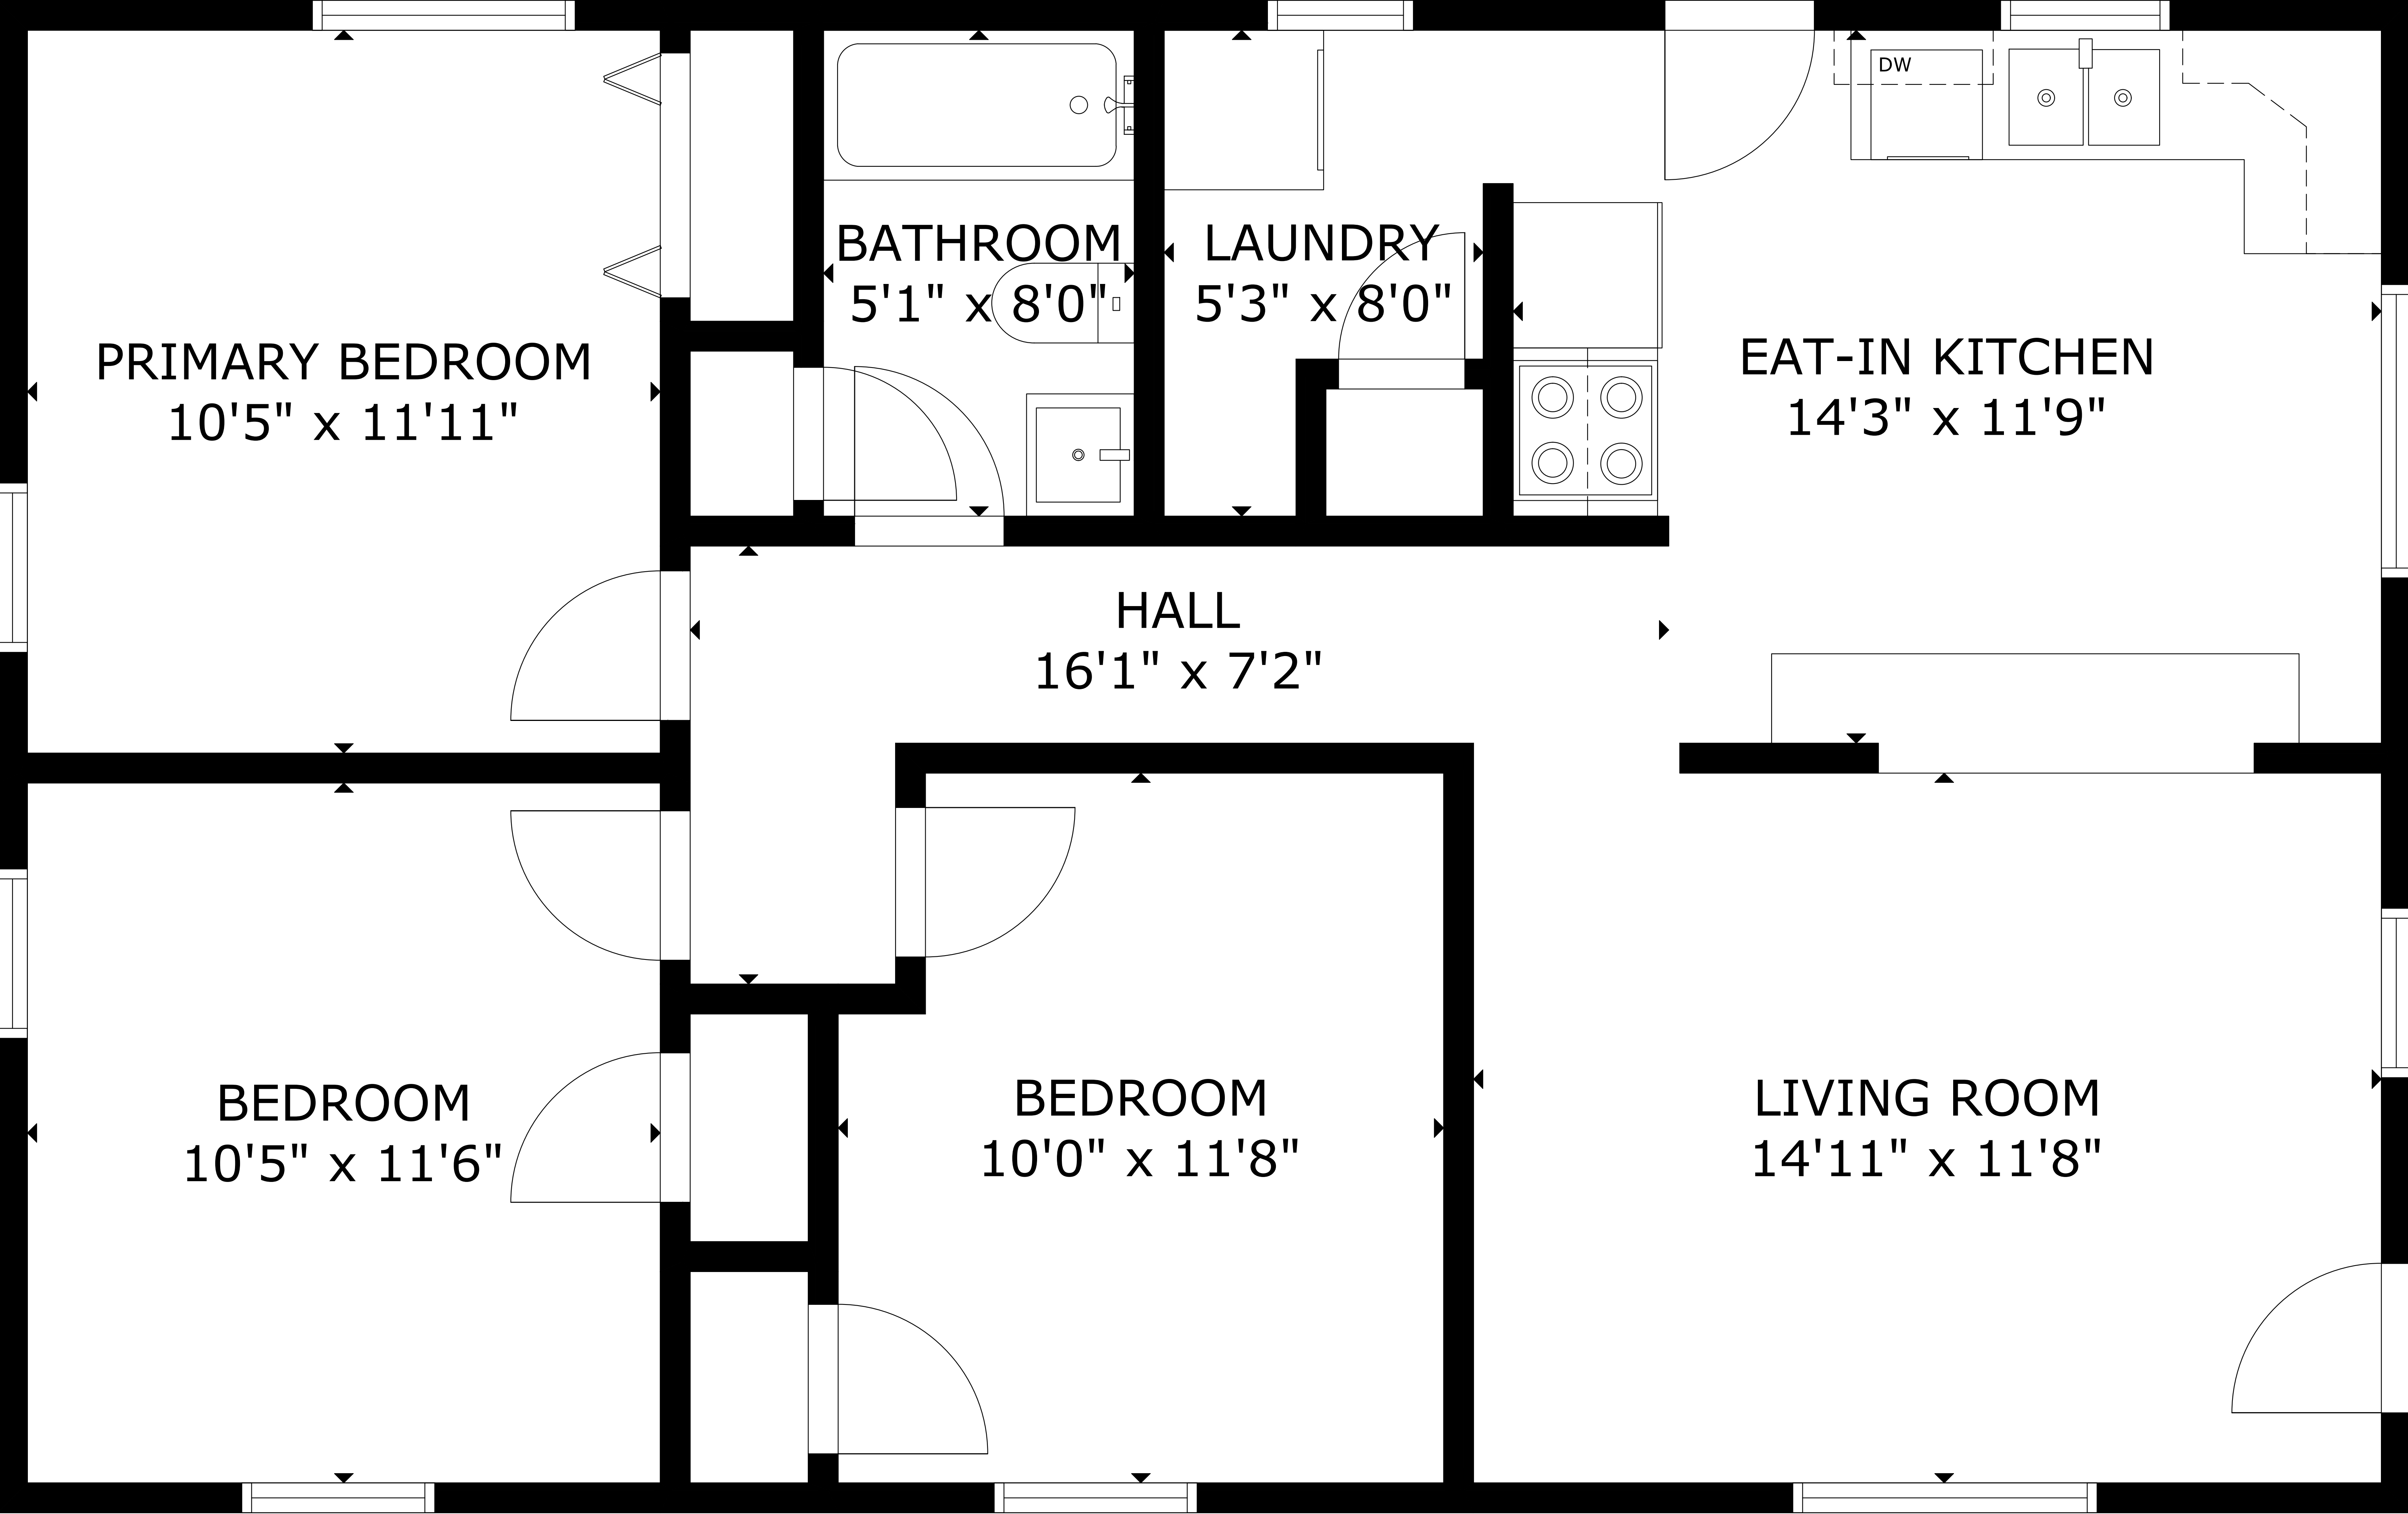 DW
BATHROOM
5'1" x 8'0"
LAUNDRY
5'3" x 8'0"
PRIMARY BEDROOM
10'5" x 11'11"
EAT-IN KITCHEN
14'3" x 11'9"
HALL
16'1" x 7'2"
BEDROOM
10'5" x 11'6"
BEDROOM
10'0" x 11'8"
LIVING ROOM
14'11" x 11'8"